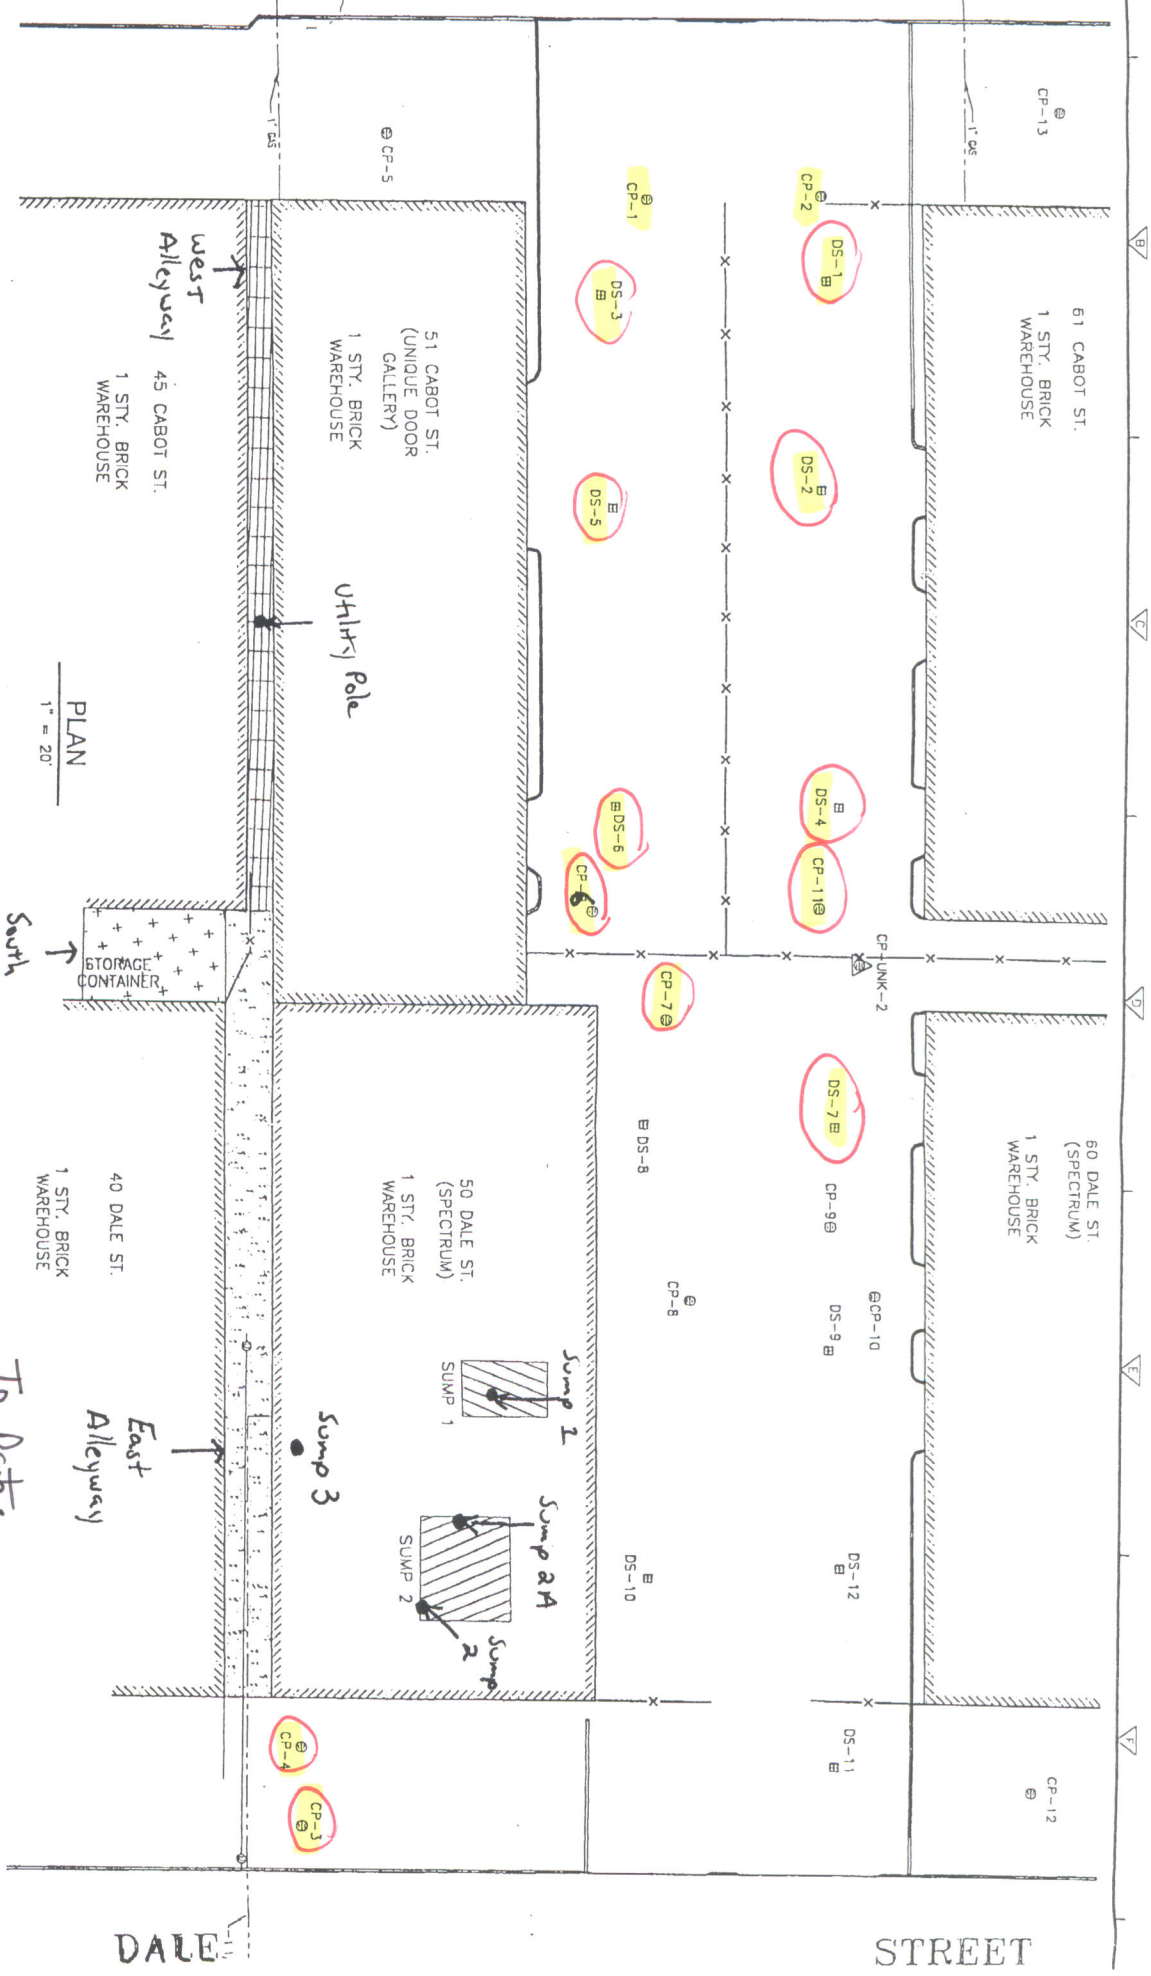 CP-13
1" GAS
1" GAS
CP-5
CP-1
CP-2
DS-1
DS-3
61 CABOT ST.
1 STY. BRICK
WAREHOUSE
51 CABOT ST.
(UNIQUE DOOR
GALLERY)
1 STY. BRICK
WAREHOUSE
West
Alleyway
45 CABOT ST.
1 STY. BRICK
WAREHOUSE
DS-2
DS-5
Utility Pole
PLAN
1" = 20'
DS-4
DS-6
CP-11
CP-6
CP-UNK-2
CP-7
STORAGE
CONTAINER
South
DS-7
DS-8
60 DALE ST.
(SPECTRUM)
1 STY. BRICK
WAREHOUSE
50 DALE ST.
(SPECTRUM)
1 STY. BRICK
WAREHOUSE
40 DALE ST.
1 STY. BRICK
WAREHOUSE
CP-9
CP-8
CP-10
DS-9
Sump 1
SUMP 1
Sump 3
East
Alleyway
Sump 2A
SUMP 2
Sump
2
DS-10
DS-12
DS-11
CP-12
CP-4
CP-3
B
C
D
E
F
DALE
STREET